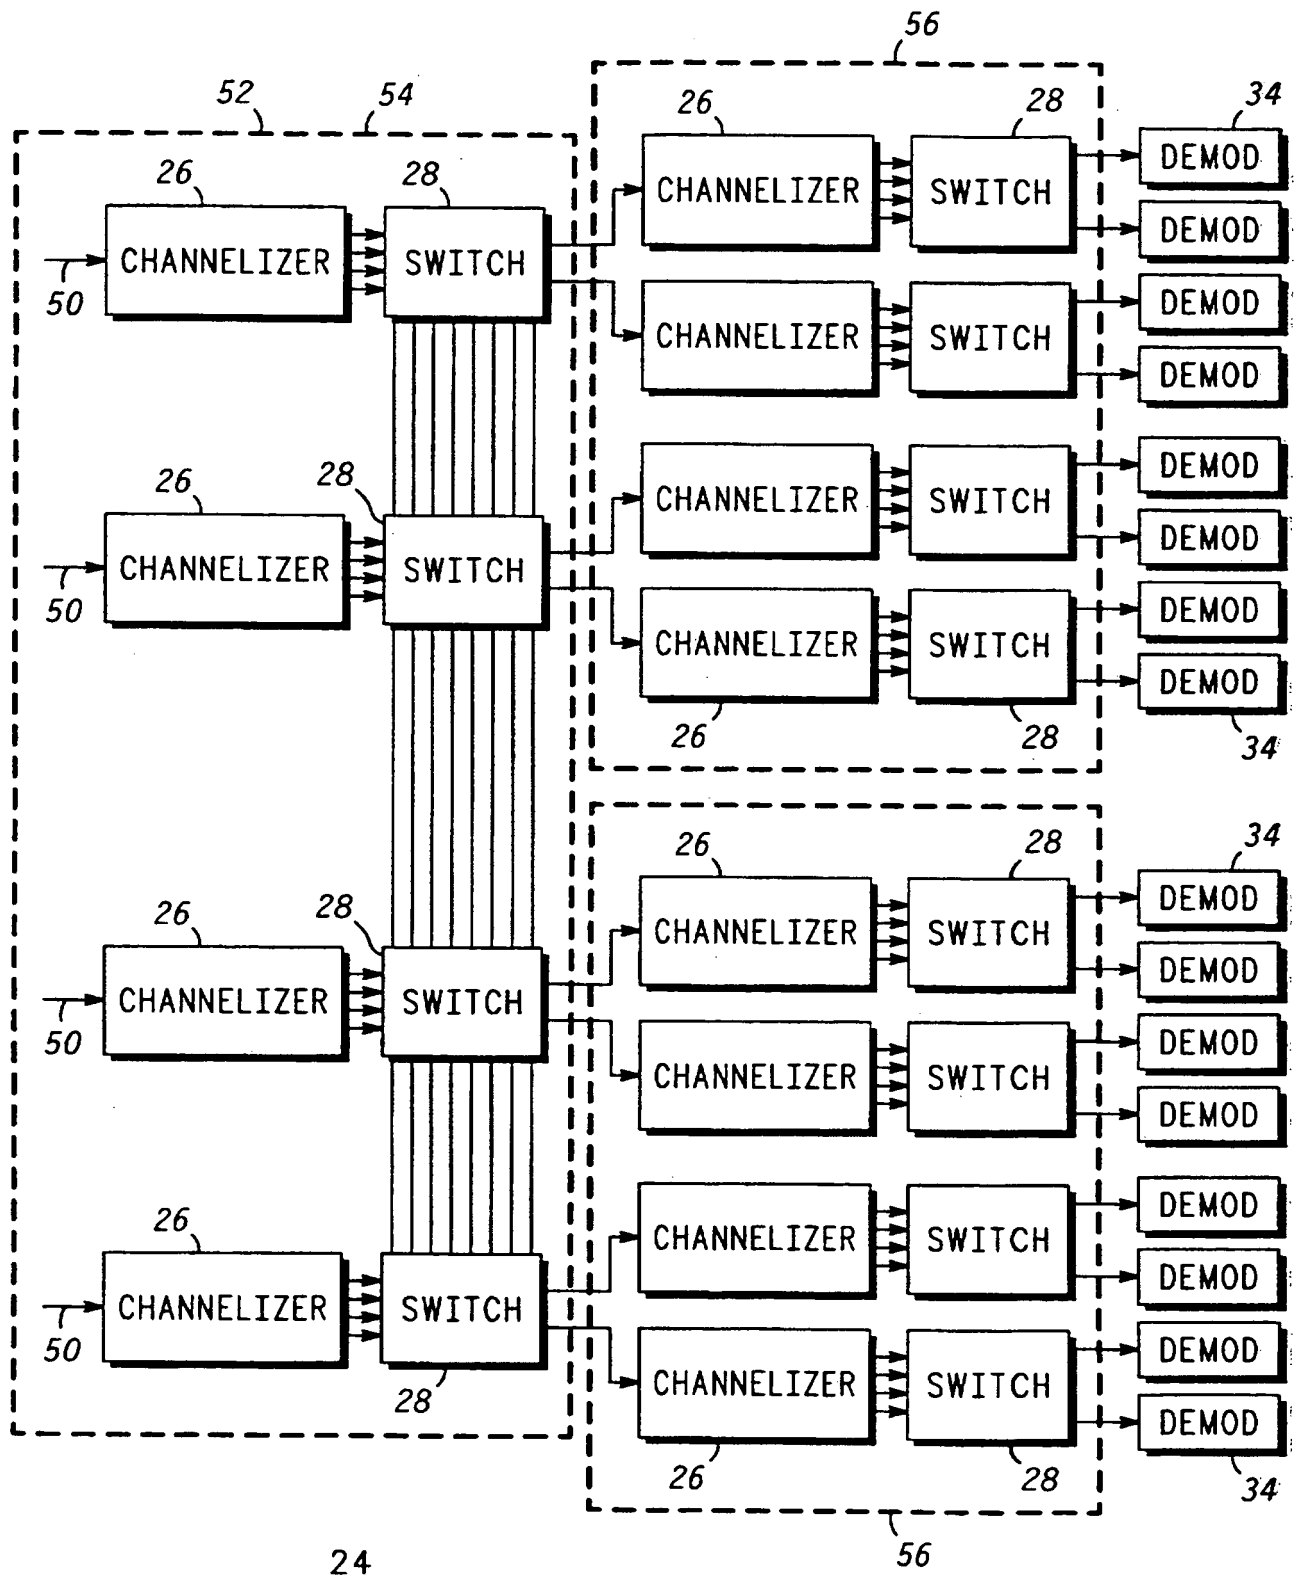 56
52 54 26 28 34
26 28 CHANNELIZER SWITCH DEMOD
DEMOD
CHANNELIZER SWITCH
50
DEMOD
CHANNELIZER SWITCH
DEMOD
26 28 CHANNELIZER SWITCH DEMOD
DEMOD
CHANNELIZER SWITCH
50
DEMOD
CHANNELIZER SWITCH
DEMOD
26 28 34
26 28 34
26 28 CHANNELIZER SWITCH DEMOD
DEMOD
CHANNELIZER SWITCH
50
DEMOD
CHANNELIZER SWITCH
DEMOD
26 CHANNELIZER SWITCH DEMOD
DEMOD
CHANNELIZER SWITCH
50
DEMOD
CHANNELIZER SWITCH
28
DEMOD
26 28 34
56
24